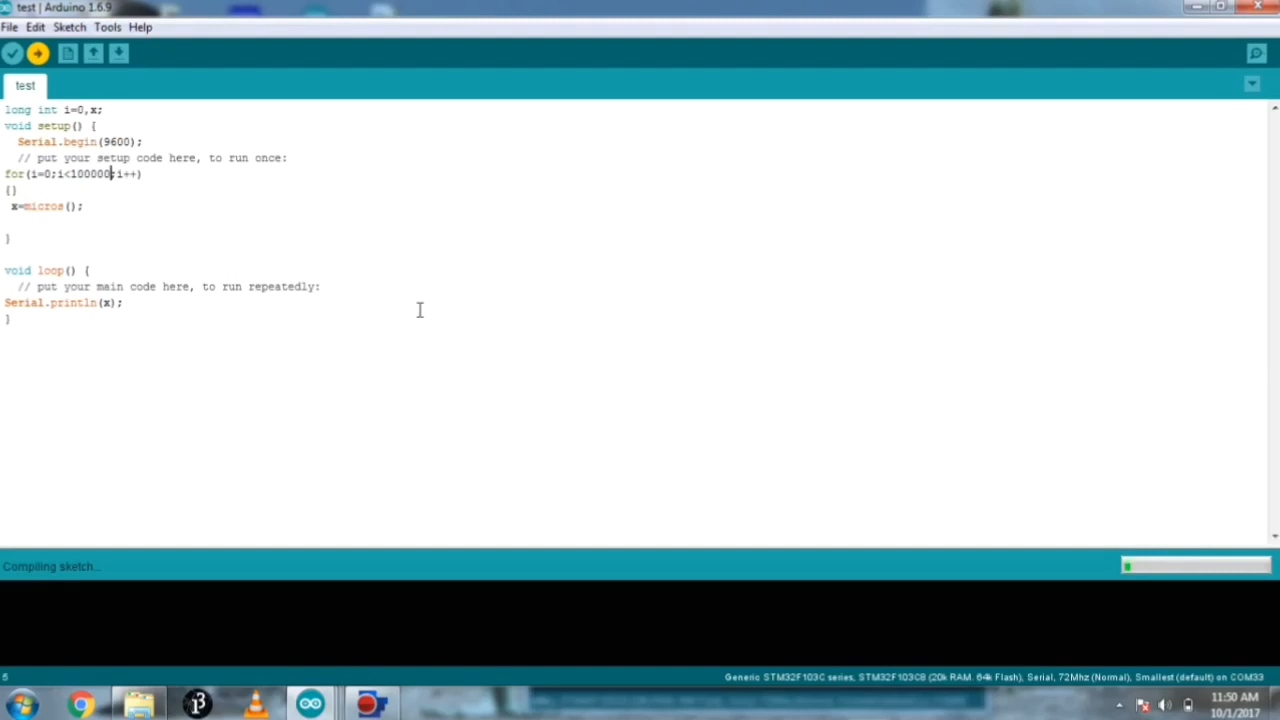 test | Arduino 1.6.9
File Edit Sketch Tools Help
test
long int i=0,x;
void setup() {
  Serial.begin(9600);
  // put your setup code here, to run once:
for(i=0;i<100000;i++)
{}
 x=micros();
}
void loop() {
  // put your main code here, to run repeatedly:
Serial.println(x);
}
Compiling sketch...
5 Generic STM32F103C series, STM32F103C8 (20k RAM. 64k Flash), Serial, 72Mhz (Normal), Smallest (default) on COM33
11:50 AM
10/1/2017